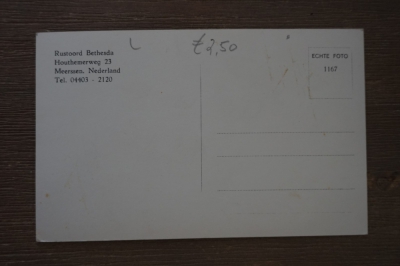 L
£2,50
Rustoord Bethesda
Houthemerweg 23
Meerssen, Nederland
Tel. 04403 - 2120
ECHTE FOTO
1167